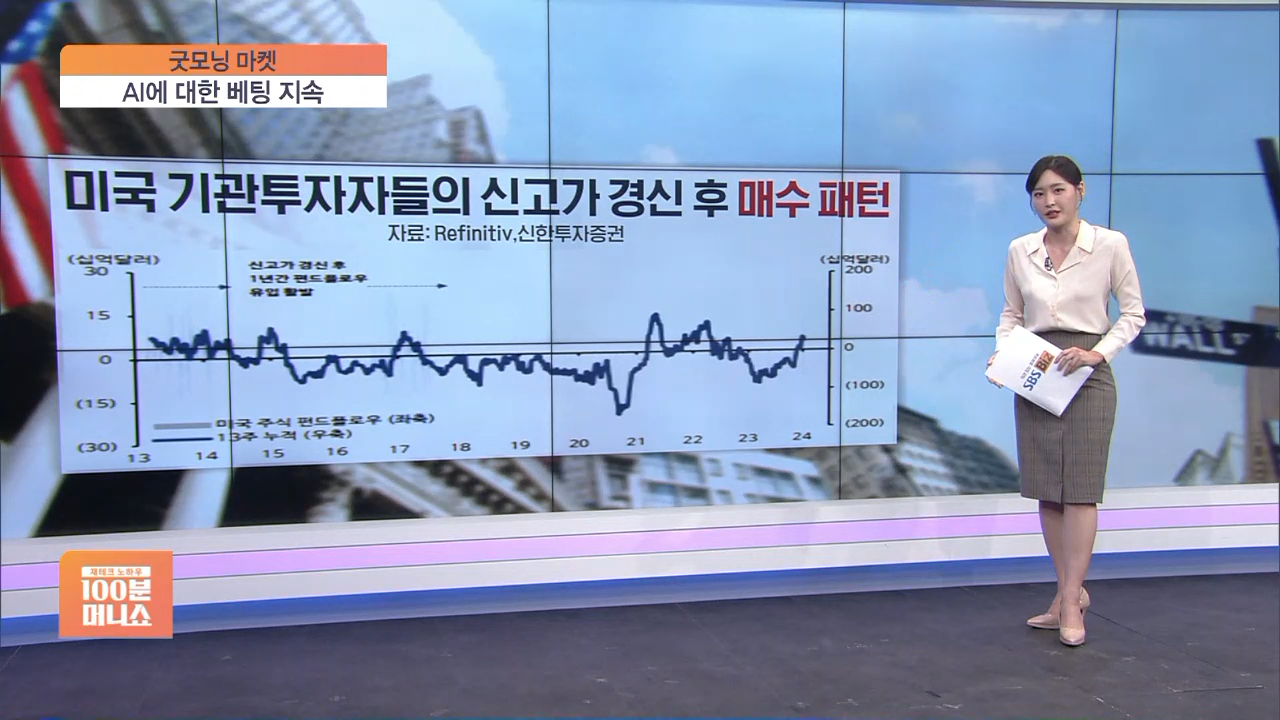 굿모닝 마켓
AI에 대한 베팅 지속
미국 기관투자자들의 신고가 경신 후 매수 패턴
자료: Refinitiv,신한투자증권
(십억달러)
(십억달러)
신고가 경신 후
1년간 펀드플로우
유입 활발
30
15
0
(15)
(30)
200
100
0
(100)
(200)
미국 주식 펀드플로우 (좌축)
13주 누적 (우축)
13 14 15 16 17 18 19 20 21 22 23 24
WALL
SBS Biz
재테크 노하우
100분
머니쇼